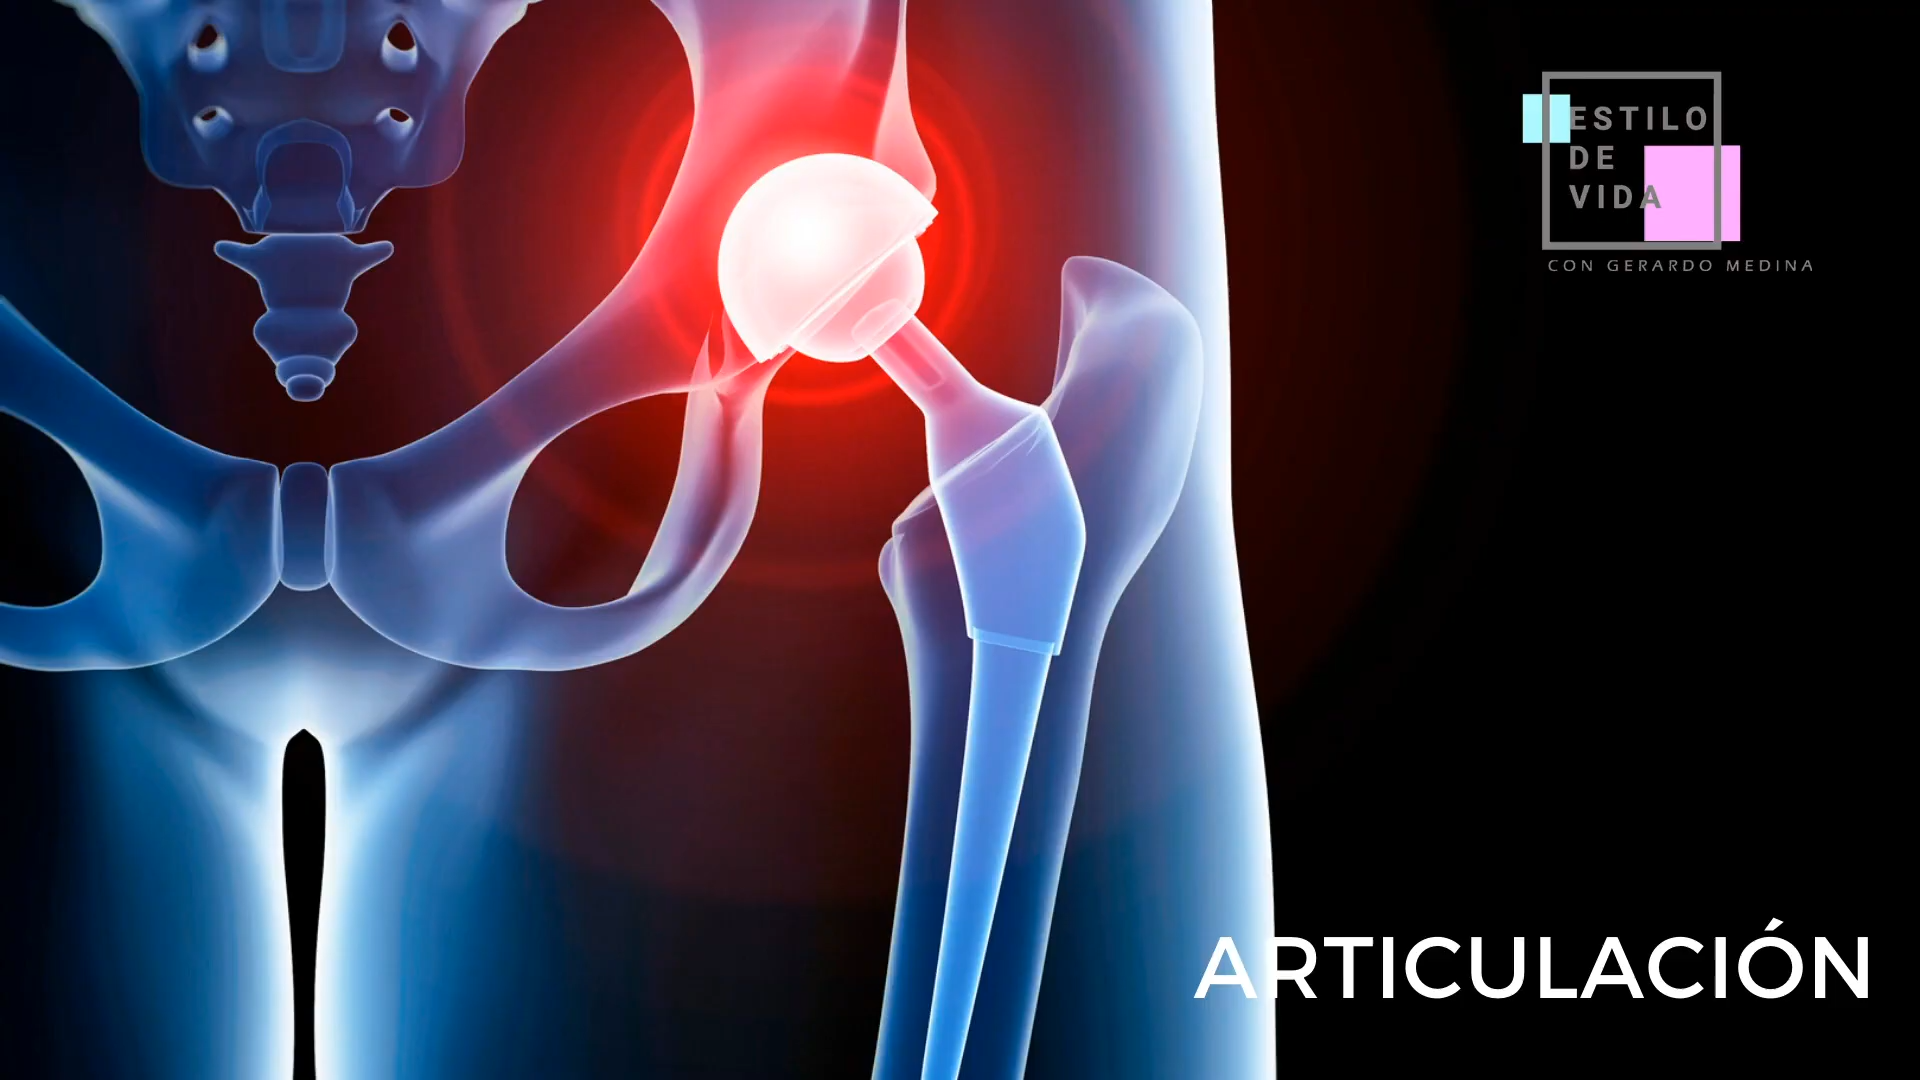 ESTILO
DE
VIDA
CON GERARDO MEDINA
ARTICULACIÓN